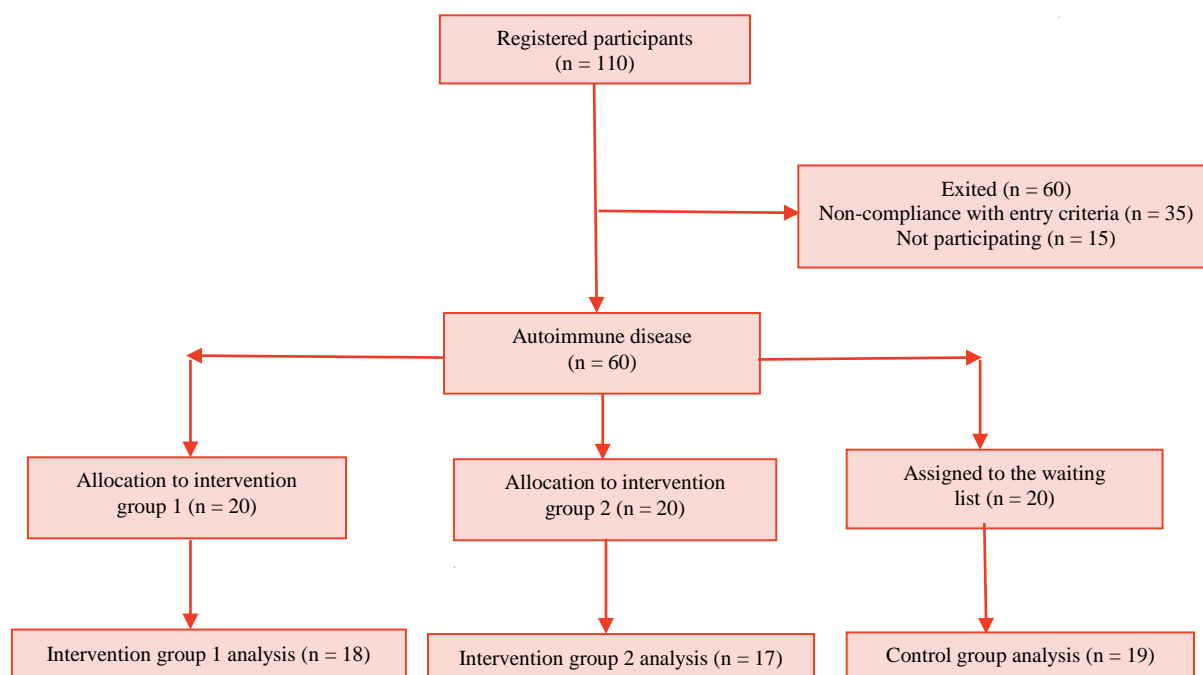 Registered participants
(n = 110)
Exited (n = 60)
Non-compliance with entry criteria (n = 35)
Not participating (n = 15)
Autoimmune disease
(n = 60)
Allocation to intervention
group 1 (n = 20)
Allocation to intervention
group 2 (n = 20)
Assigned to the waiting
list (n = 20)
Intervention group 1 analysis (n = 18)
Intervention group 2 analysis (n = 17)
Control group analysis (n = 19)